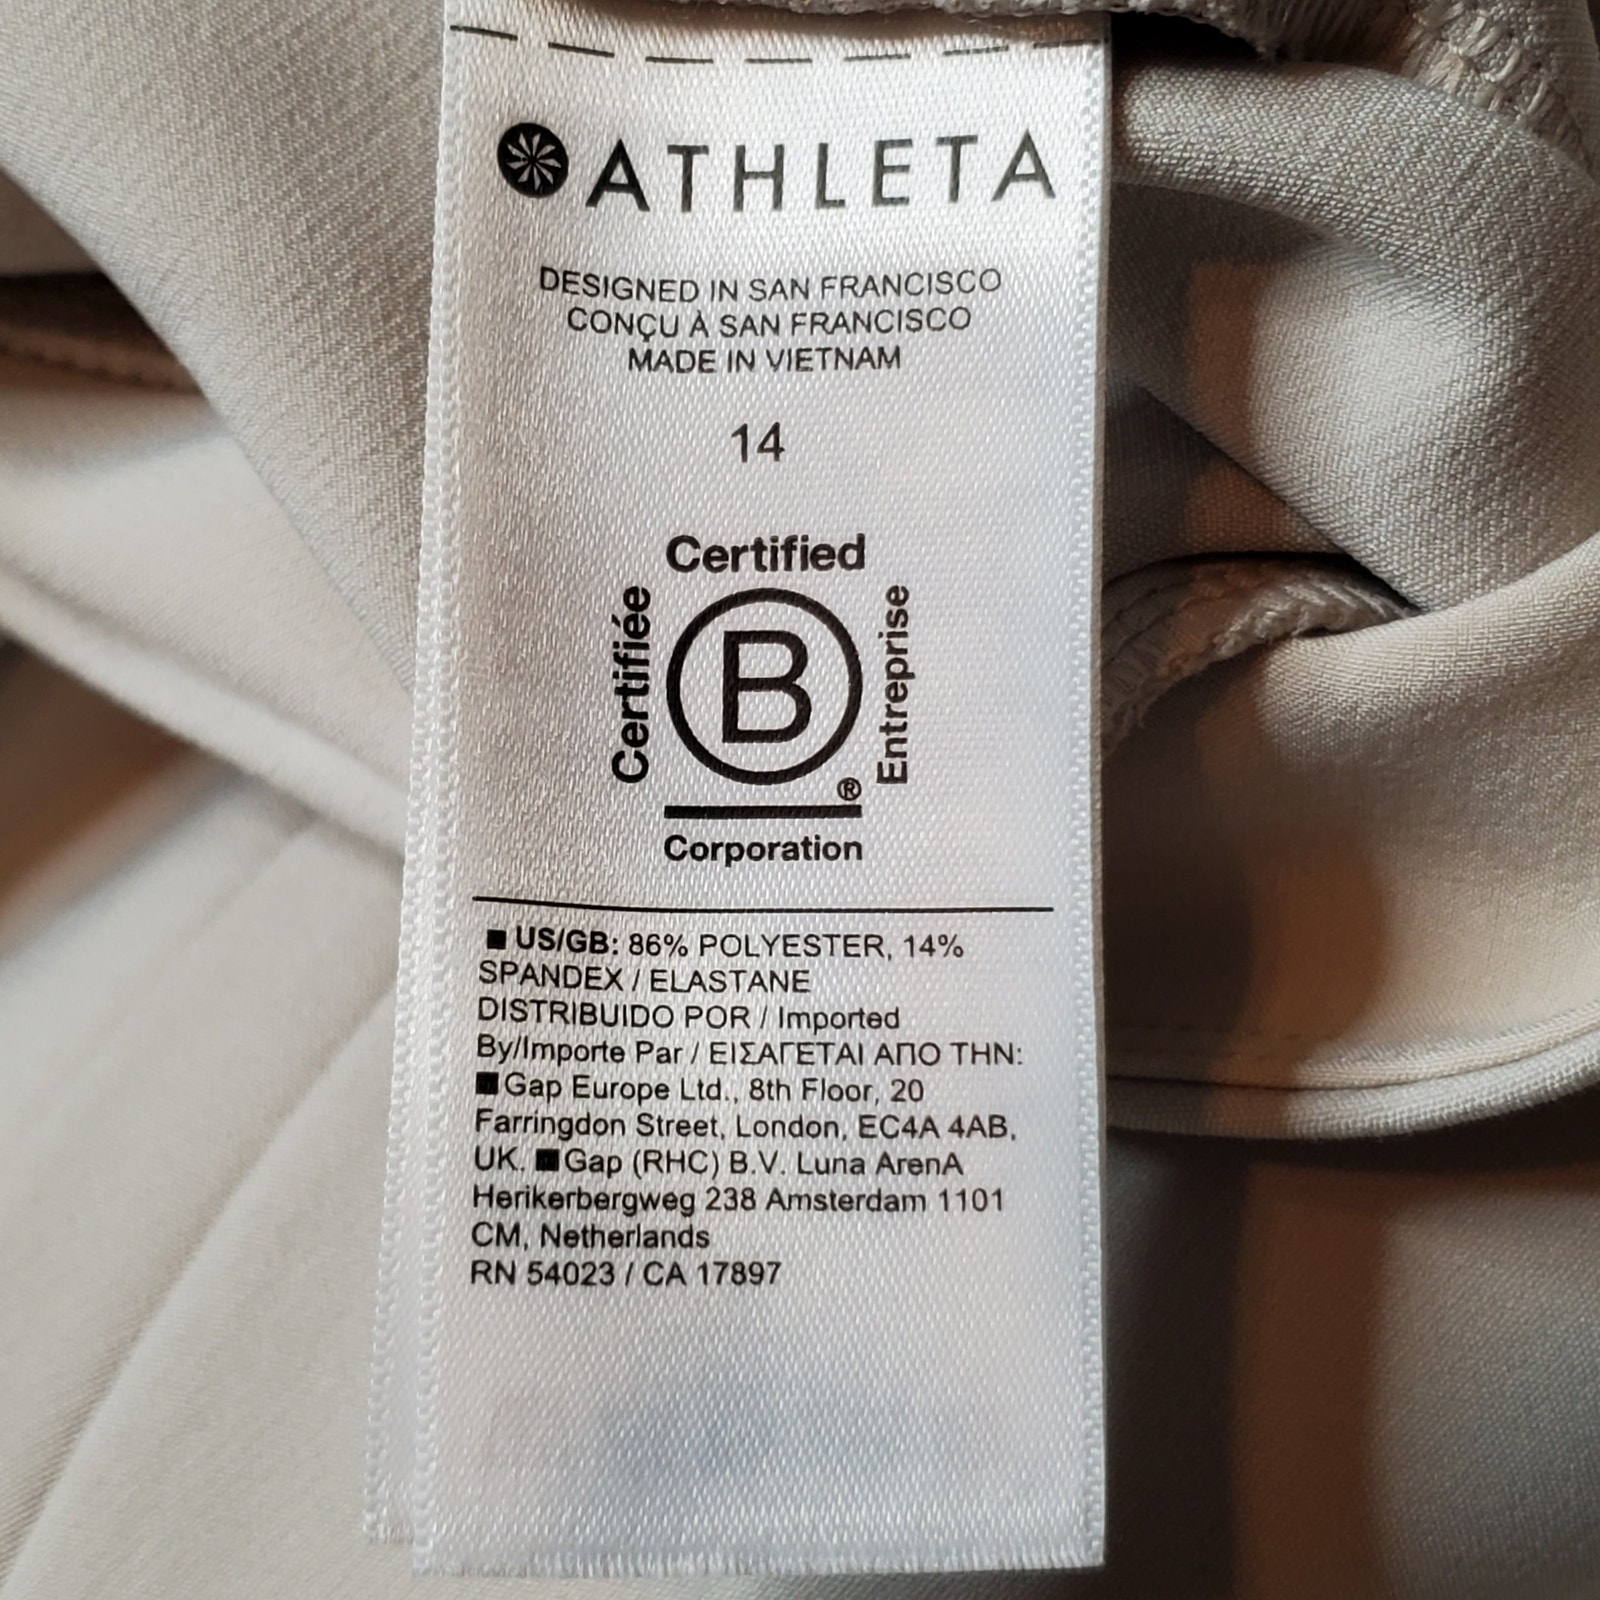 ATHLETA
DESIGNED IN SAN FRANCISCO
CONÇU À SAN FRANCISCO
MADE IN VIETNAM
14
Certified
Certifiée
B
Entreprise
®
Corporation
US/GB: 86% POLYESTER, 14%
SPANDEX / ELASTANE
DISTRIBUIDO POR / Imported
By/Importe Par / ΕΙΣΑΓΕΤΑΙ ΑΠΟ ΤΗΝ:
Gap Europe Ltd., 8th Floor, 20
Farringdon Street, London, EC4A 4AB,
UK. Gap (RHC) B.V. Luna ArenA
Herikerbergweg 238 Amsterdam 1101
CM, Netherlands
RN 54023 / CA 17897